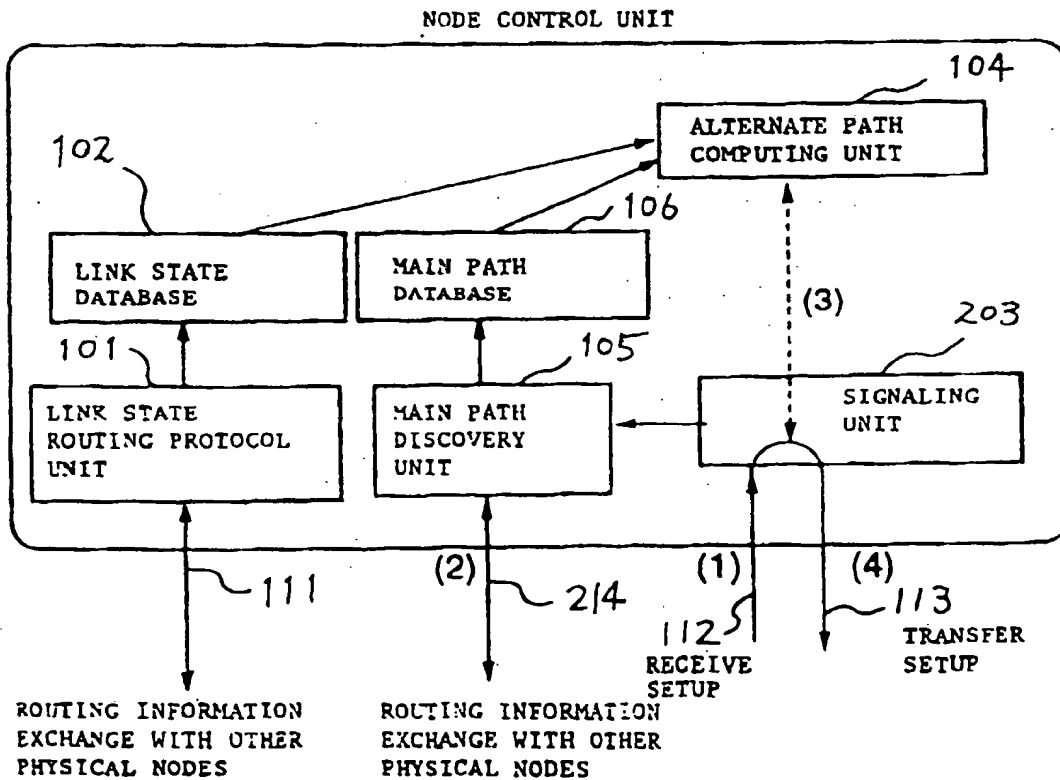 NODE CONTROL UNIT
104
ALTERNATE PATH
COMPUTING UNIT
102
106
LINK STATE
DATABASE
MAIN PATH
DATABASE
(3)
203
101
105
LINK STATE
ROUTING PROTOCOL
UNIT
MAIN PATH
DISCOVERY
UNIT
SIGNALING
UNIT
(2)
(1)
(4)
111
214
112
113
RECEIVE
SETUP
TRANSFER
SETUP
ROUTING INFORMATION
EXCHANGE WITH OTHER
PHYSICAL NODES
ROUTING INFORMATION
EXCHANGE WITH OTHER
PHYSICAL NODES